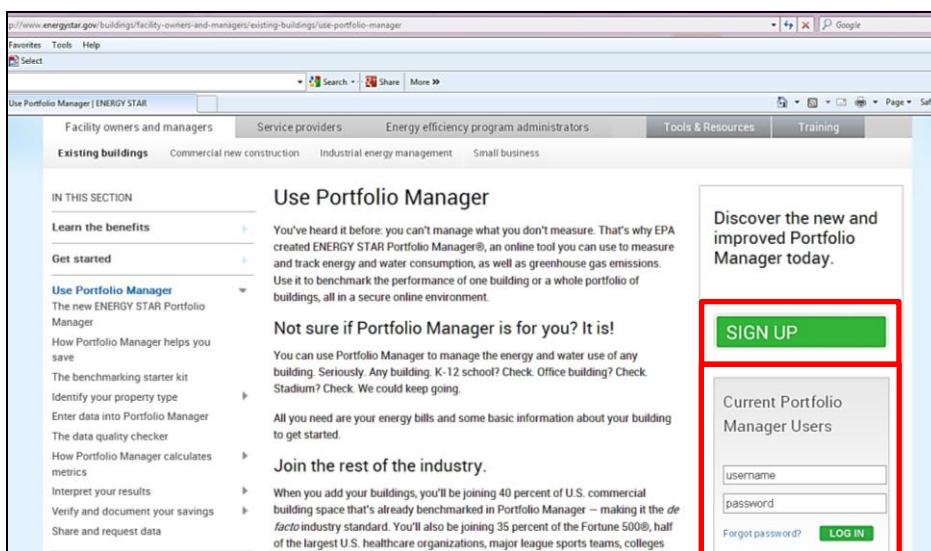 p://www.energystar.gov/buildings/facility-owners-and-managers/existing-buildings/use-portfolio-manager
Google
Favorites Tools Help
Select
Search Share More »
Use Portfolio Manager | ENERGY STAR
Page
Facility owners and managers Service providers Energy efficiency program administrators Tools & Resources Training
Existing buildings Commercial new construction Industrial energy management Small business
IN THIS SECTION
Learn the benefits
Get started
Use Portfolio Manager
The new ENERGY STAR Portfolio
Manager
How Portfolio Manager helps you
save
The benchmarking starter kit
Identify your property type
Enter data into Portfolio Manager
The data quality checker
How Portfolio Manager calculates
metrics
Interpret your results
Verify and document your savings
Share and request data
Use Portfolio Manager
You've heard it before: you can't manage what you don't measure. That's why EPA
created ENERGY STAR Portfolio Manager®, an online tool you can use to measure
and track energy and water consumption, as well as greenhouse gas emissions.
Use it to benchmark the performance of one building or a whole portfolio of
buildings, all in a secure online environment.
Not sure if Portfolio Manager is for you? It is!
You can use Portfolio Manager to manage the energy and water use of any
building. Seriously. Any building. K-12 school? Check. Office building? Check.
Stadium? Check. We could keep going.
All you need are your energy bills and some basic information about your building
to get started.
Join the rest of the industry.
When you add your buildings, you'll be joining 40 percent of U.S. commercial
building space that's already benchmarked in Portfolio Manager — making it the de
facto industry standard. You'll also be joining 35 percent of the Fortune 500®, half
of the largest U.S. healthcare organizations, major league sports teams, colleges
Discover the new and
improved Portfolio
Manager today.
SIGN UP
Current Portfolio
Manager Users
username
password
Forgot password? LOG IN